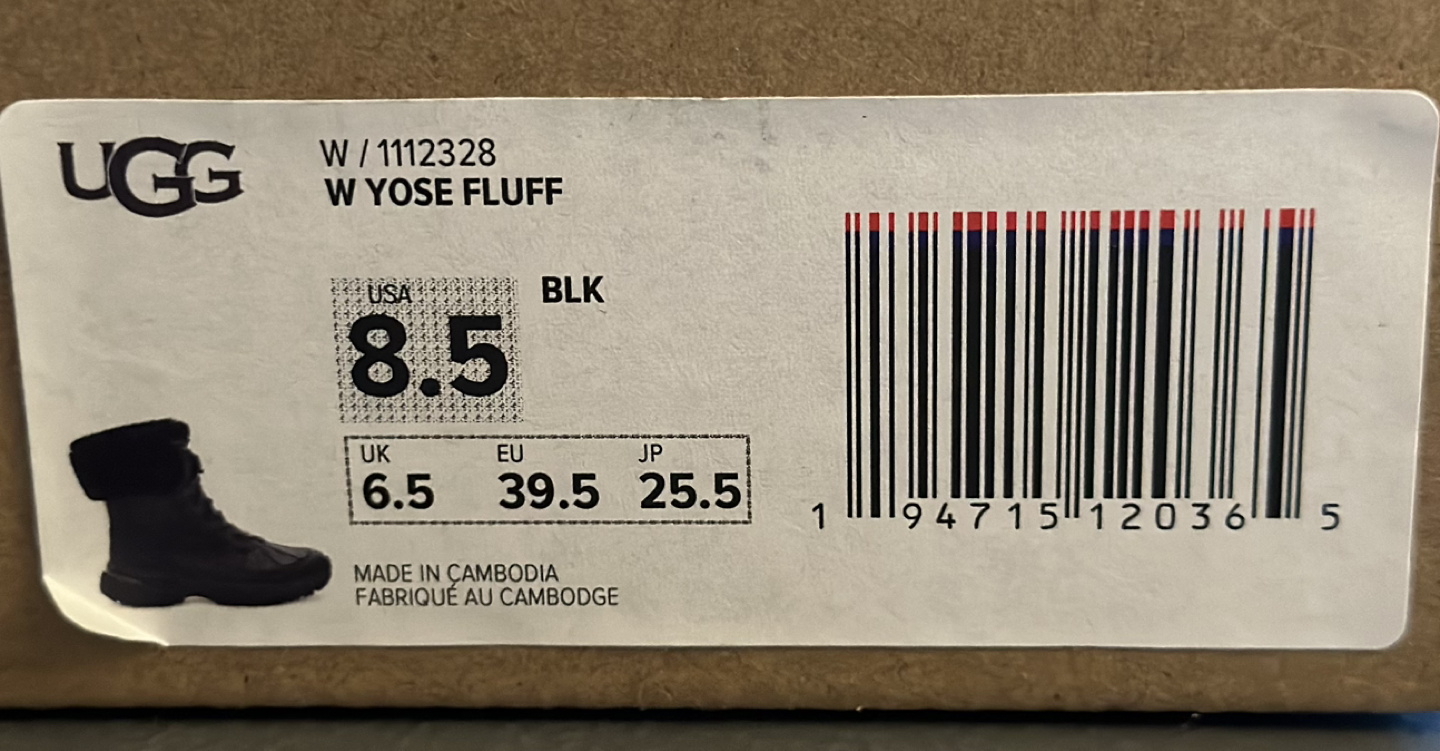 UGG
W / 1112328
W YOSE FLUFF
USA
8.5
BLK
UK EU JP
6.5 39.5 25.5
MADE IN CAMBODIA
FABRIQUÉ AU CAMBODGE
1 94715 12036 5